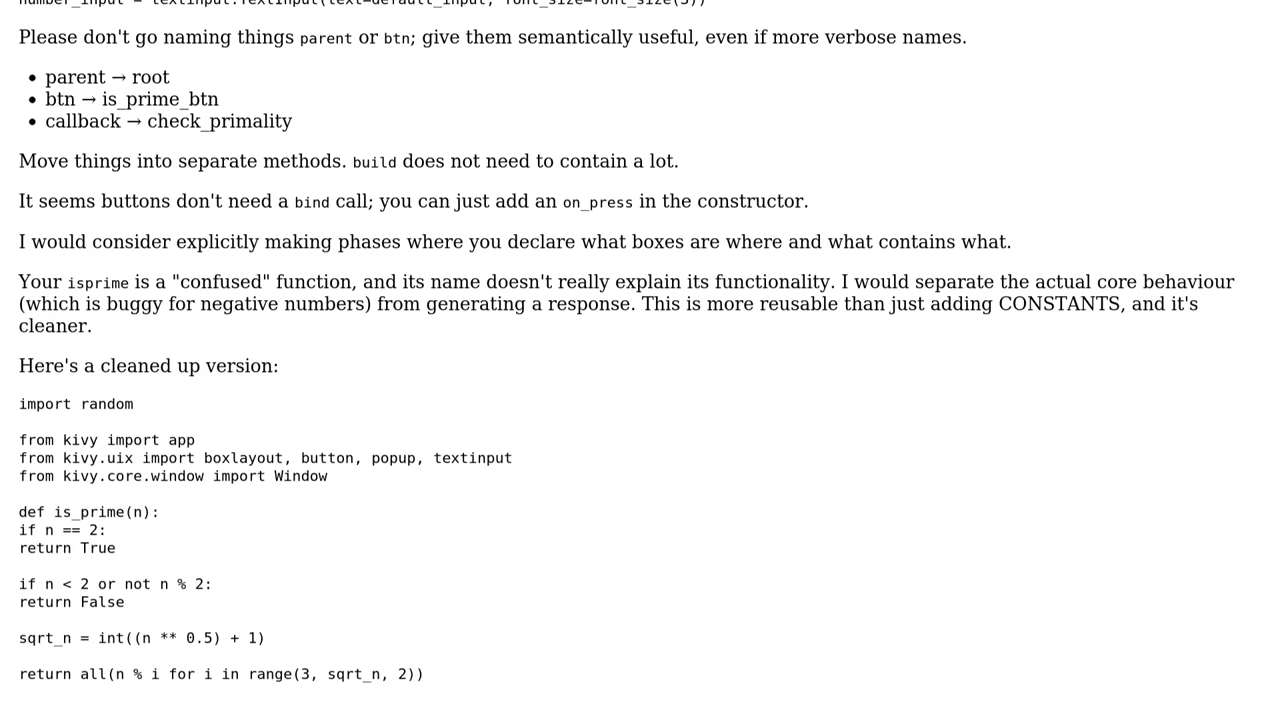 number_input = textinput.TextInput(text=default_input, font_size=font_size(5))
Please don't go naming things parent or btn; give them semantically useful, even if more verbose names.
• parent → root
• btn → is_prime_btn
• callback → check_primality
Move things into separate methods. build does not need to contain a lot.
It seems buttons don't need a bind call; you can just add an on_press in the constructor.
I would consider explicitly making phases where you declare what boxes are where and what contains what.
Your isprime is a "confused" function, and its name doesn't really explain its functionality. I would separate the actual core behaviour
(which is buggy for negative numbers) from generating a response. This is more reusable than just adding CONSTANTS, and it's
cleaner.
Here's a cleaned up version:
import random
from kivy import app
from kivy.uix import boxlayout, button, popup, textinput
from kivy.core.window import Window
def is_prime(n):
if n == 2:
return True
if n < 2 or not n % 2:
return False
sqrt_n = int((n ** 0.5) + 1)
return all(n % i for i in range(3, sqrt_n, 2))